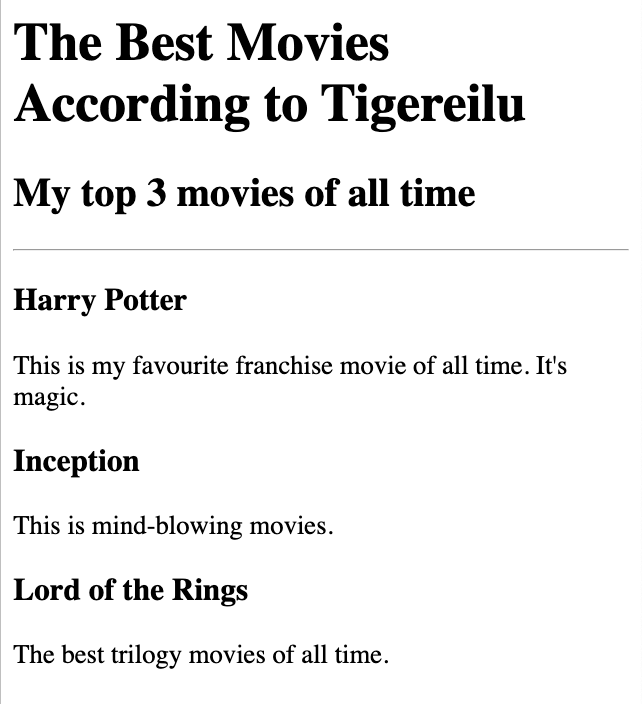 The Best Movies
According to Tigereilu
My top 3 movies of all time
Harry Potter
This is my favourite franchise movie of all time. It's
magic.
Inception
This is mind-blowing movies.
Lord of the Rings
The best trilogy movies of all time.